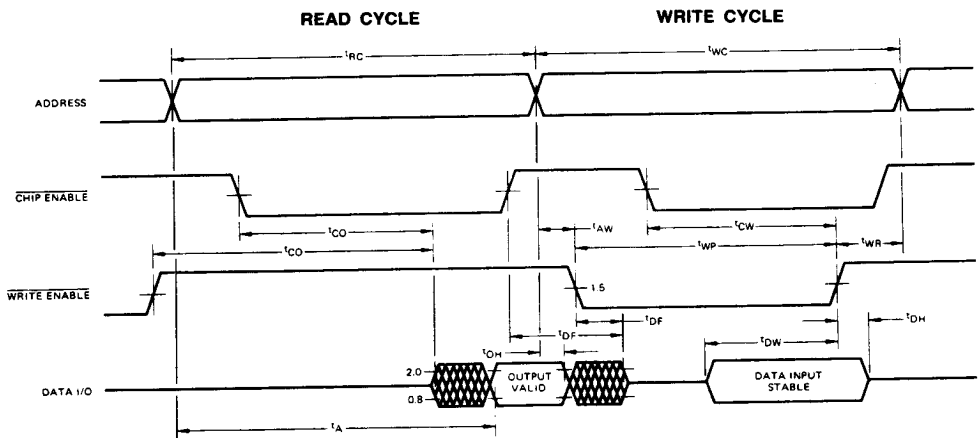 READ CYCLE
WRITE CYCLE
tRC
tWC
ADDRESS
CHIP ENABLE
tCO
tAW
tCW
tCO
tWP
tWR
WRITE ENABLE
1.5
tDF
tDH
tDF
tOH
tDW
2.0
OUTPUT
VALID
DATA INPUT
STABLE
DATA I/O
0.8
tA